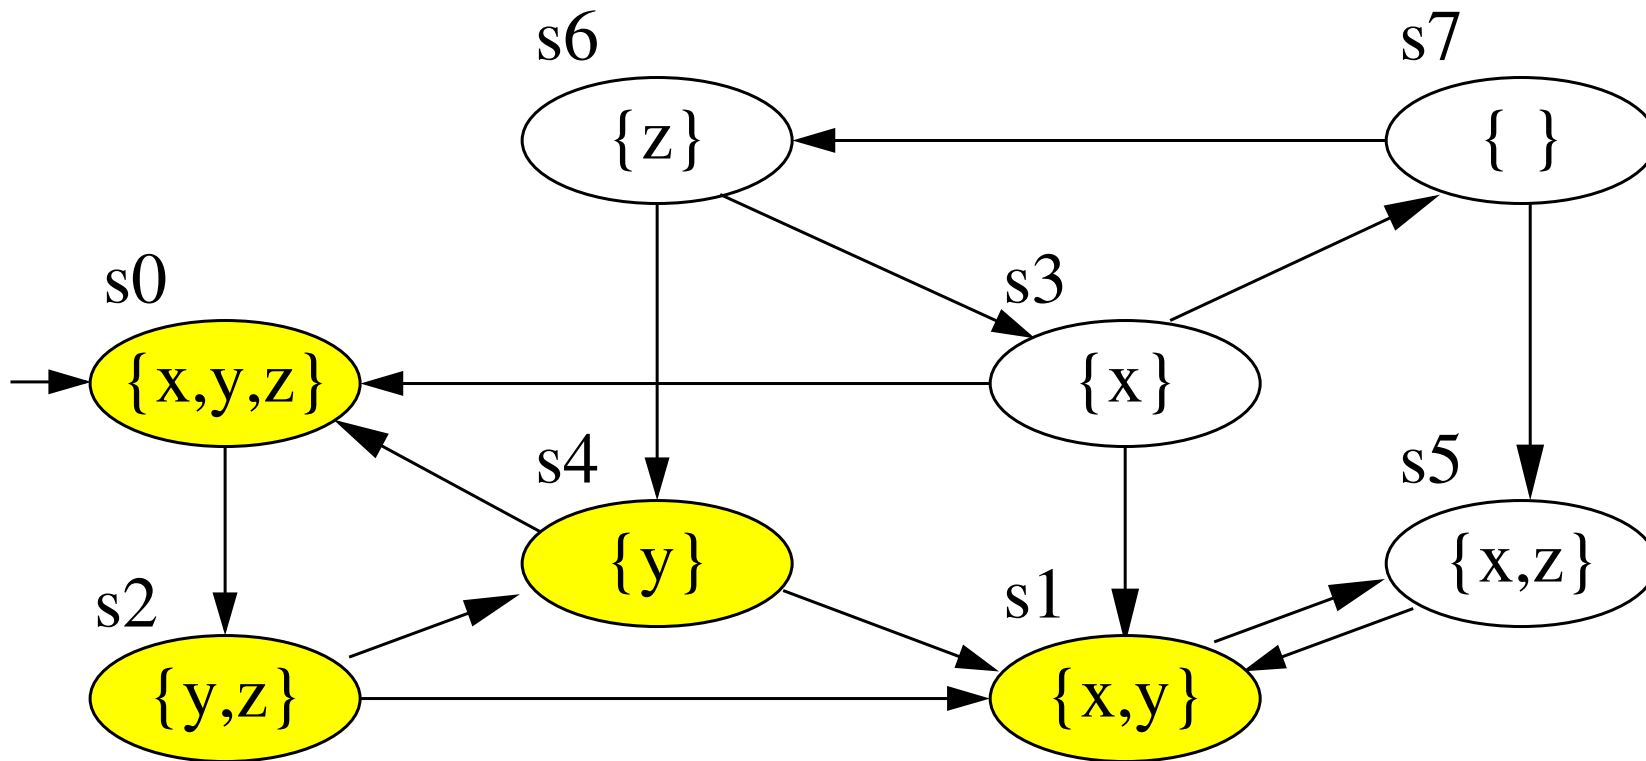 s6
s7
{z}
{ }
s0
s3
{x,y,z}
{x}
s4
s5
{y}
{x,z}
s2
s1
{y,z}
{x,y}